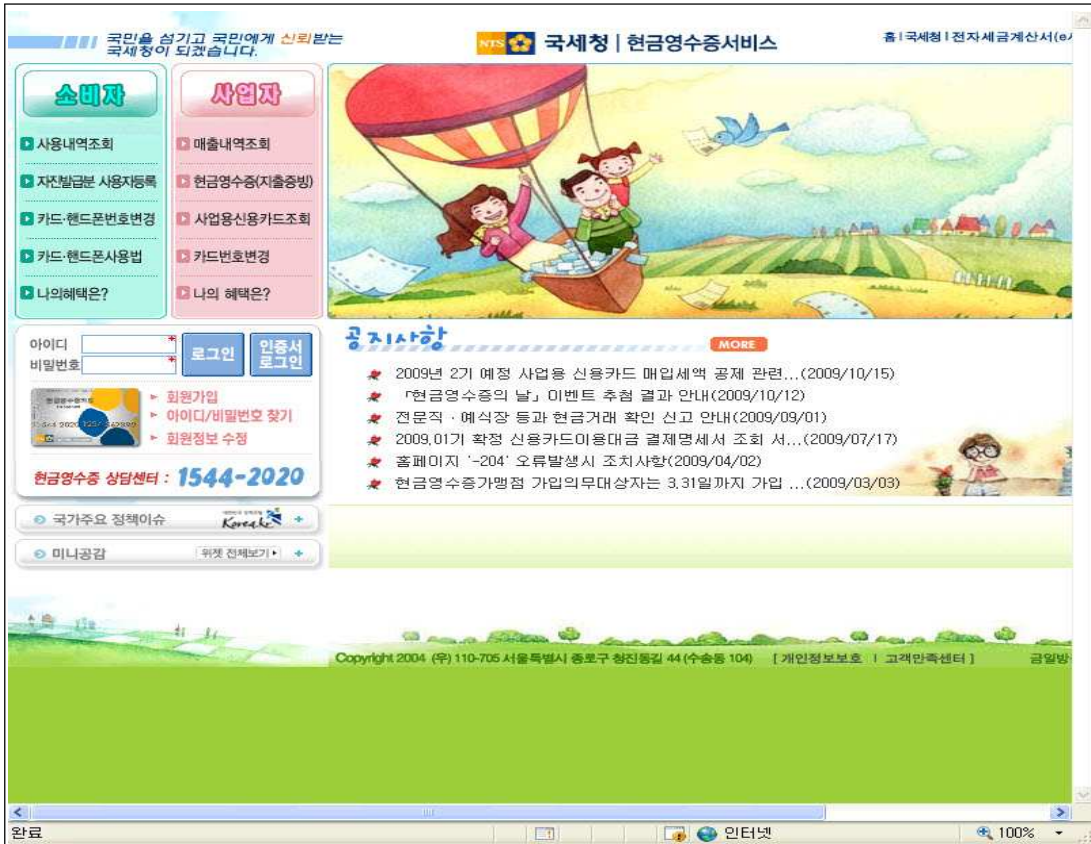 국민을 섬기고 국민에게 신뢰받는
국세청이 되겠습니다.
NTS 국세청 | 현금영수증서비스
홈 | 국세청 | 전자세금계산서(e
소비자
사용내역조회
자진발급분 사용자등록
카드·핸드폰번호변경
카드·핸드폰사용법
나의혜택은?
사업자
매출내역조회
현금영수증(지출증빙)
사업용신용카드조회
카드번호변경
나의 혜택은?
아이디
비밀번호
로그인
인증서
로그인
회원가입
아이디/비밀번호 찾기
회원정보 수정
현금영수증 상담센터 : 1544-2020
국가주요 정책이슈
미니공감
위젯 전체보기
공지사항
MORE
2009년 2기 예정 사업용 신용카드 매입세액 공제 관련...(2009/10/15)
「현금영수증의 날」이벤트 추첨 결과 안내(2009/10/12)
전문직 · 예식장 등과 현금거래 확인 신고 안내(2009/09/01)
2009.01기 확정 신용카드이용대금 결제명세서 조회 서...(2009/07/17)
홈페이지 '-204' 오류발생시 조치사항(2009/04/02)
현금영수증가맹점 가입의무대상자는 3.31일까지 가입 ...(2009/03/03)
Copyright 2004 (우) 110-705 서울특별시 종로구 청진동길 44 (수송동 104) [ 개인정보보호 | 고객만족센터 ] 금일방
완료
인터넷
100%